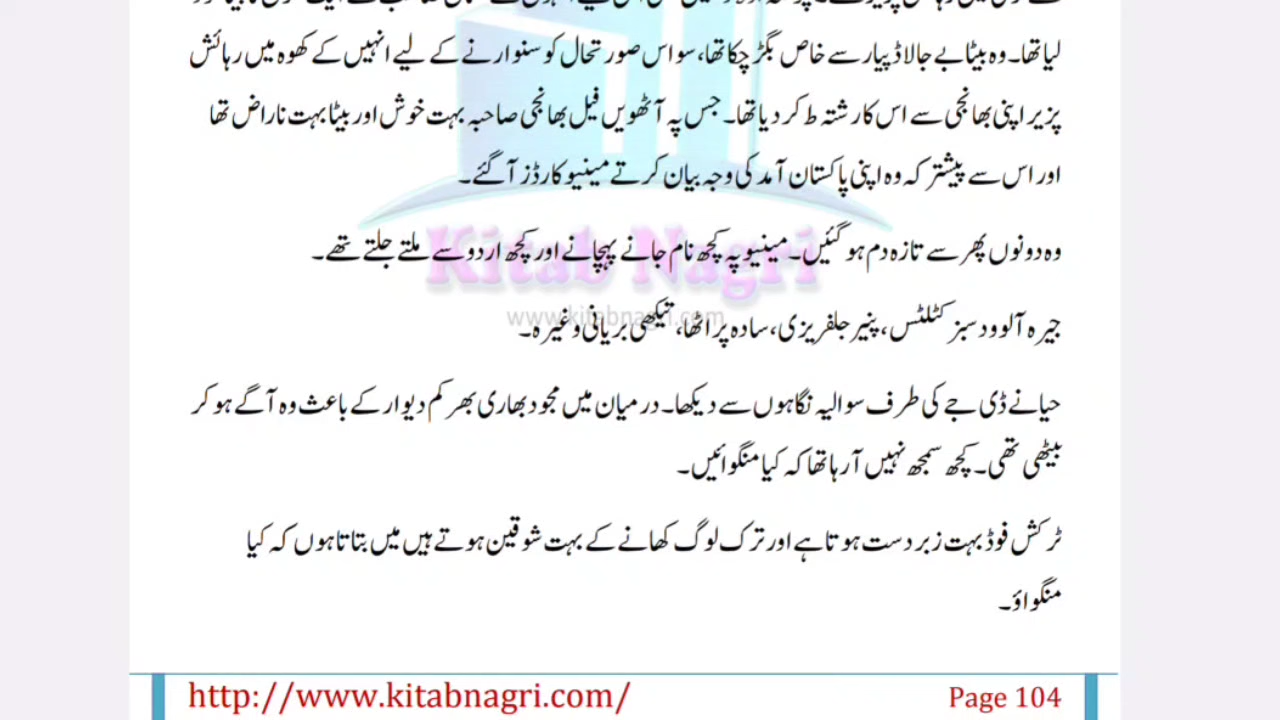 لیا تھا۔ وہ بیٹا بے جا لاڈ پیار سے خاص بگڑ چکا تھا، سو اس صورتحال کو سنوارنے کے لیے انہیں کے کھوہ میں رہائش
پزیر اپنی بھانجی سے اس کا رشتہ ط کر دیا تھا۔ جس پہ آٹھویں فیل بھانجی صاحبہ بہت خوش اور بیٹا بہت ناراض تھا
اور اس سے پیشتر کہ وہ اپنی پاکستان آمد کی وجہ بیان کرتے مینیو کارڈز آ گئے۔
وہ دونوں پھر سے تازہ دم ہو گئیں۔ مینیو پہ کچھ نام جانے پہچانے اور کچھ اردو سے ملتے جلتے تھے۔
Kitab Nagri
www.kitabnagri.com
جیرہ آلو ود سبز کٹلٹس، پنیر جلفریزی، سادہ پراٹھا، تیکھی بریانی وغیرہ۔
حیا نے ڈی جے کی طرف سوالیہ نگاہوں سے دیکھا۔ درمیان میں مجود بھاری بھر کم دیوار کے باعث وہ آگے ہو کر
بیٹھی تھی۔ کچھ سمجھ نہیں آ رہا تھا کہ کیا منگوائیں۔
ٹرکش فوڈ بہت زبردست ہوتا ہے اور ترک لوگ کھانے کے بہت شوقین ہوتے ہیں میں بتاتا ہوں کہ کیا
منگواؤ۔
http://www.kitabnagri.com/
Page 104